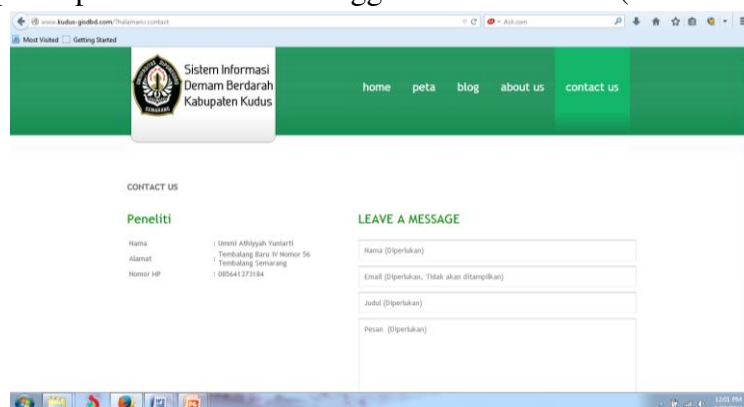 www.kudus-gisdbd.com/?halaman=contact
Ask.com
Most Visited Getting Started
Sistem Informasi
Demam Berdarah
Kabupaten Kudus
home peta blog about us contact us
SEMARANG
CONTACT US
Peneliti
Nama : Ummi Athiyyah Yuniarti
Alamat : Tembalang Baru IV Nomor 56
Tembalang Semarang
Nomor HP : 085641373184
LEAVE A MESSAGE
Nama (Diperlukan)
Email (Diperlukan, Tidak akan ditampilkan)
Judul (Diperlukan)
Pesan (Diperlukan)
12:01 PM